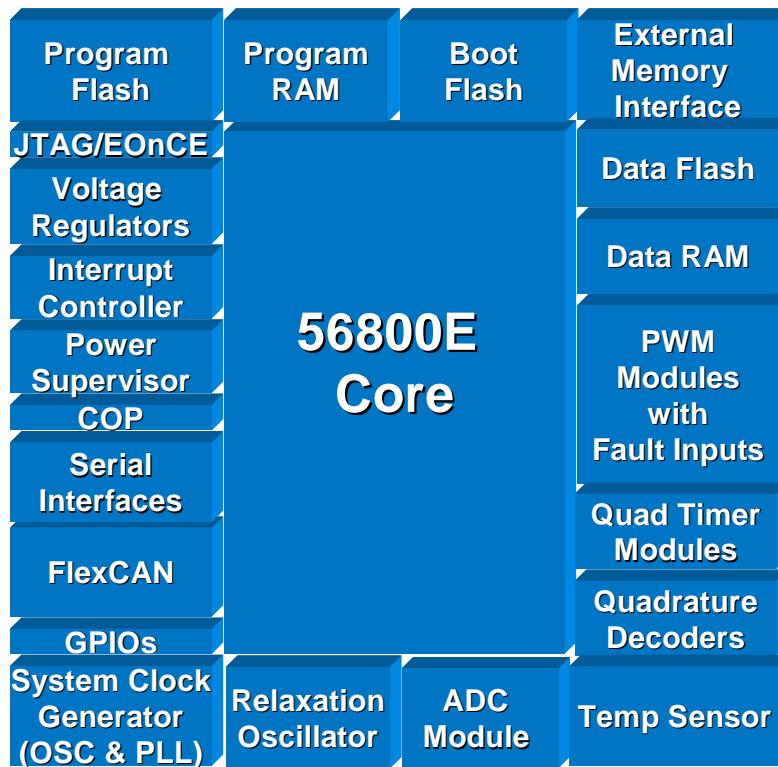 Program
Flash
Program
RAM
Boot
Flash
External
Memory
Interface
JTAG/EOnCE
Voltage
Regulators
Interrupt
Controller
Power
Supervisor
COP
Serial
Interfaces
FlexCAN
GPIOs
56800E
Core
Data Flash
Data RAM
PWM
Modules
with
Fault Inputs
Quad Timer
Modules
Quadrature
Decoders
System Clock
Generator
(OSC & PLL)
Relaxation
Oscillator
ADC
Module
Temp Sensor